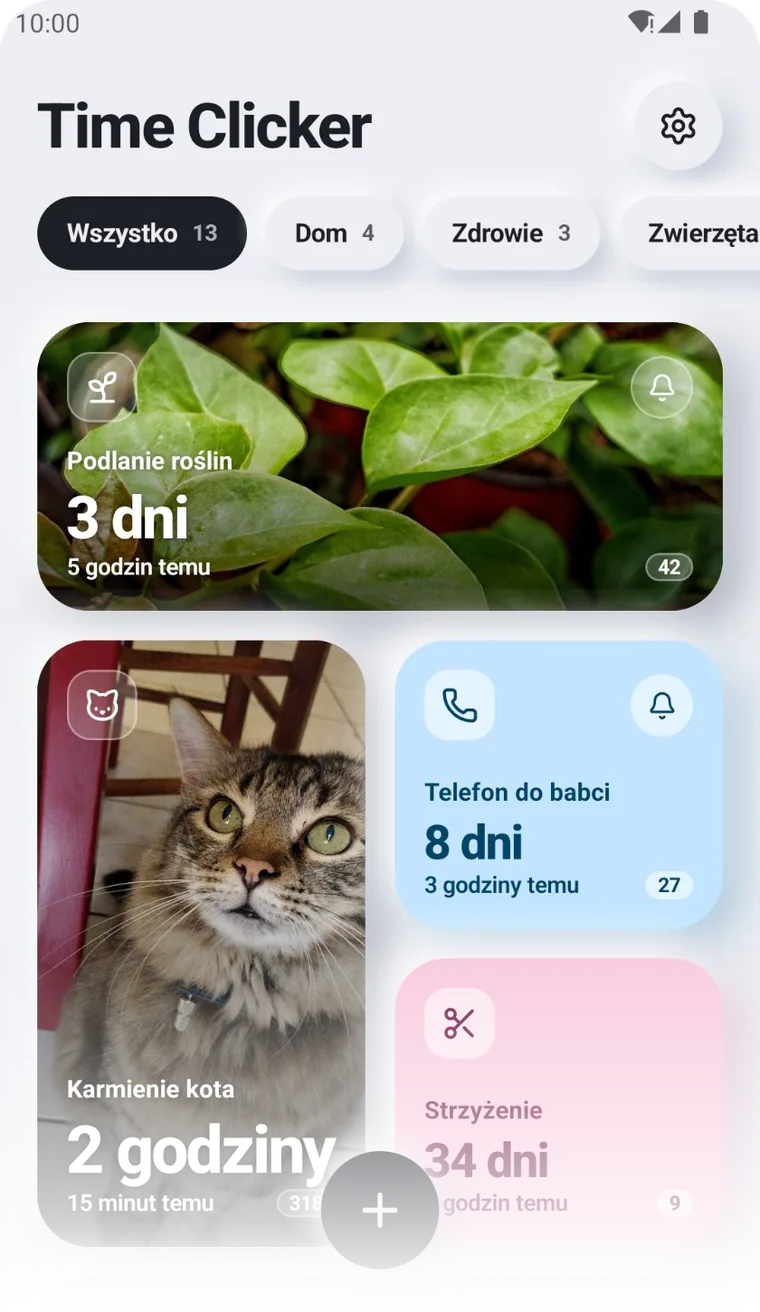 10:00
Time Clicker
Wszystko 13 Dom 4 Zdrowie 3 Zwierzęta
Podlanie roślin
3 dni
5 godzin temu 42
Telefon do babci
8 dni
3 godziny temu 27
Karmienie kota
2 godziny
15 minut temu 318
Strzyżenie
34 dni
godzin temu 9